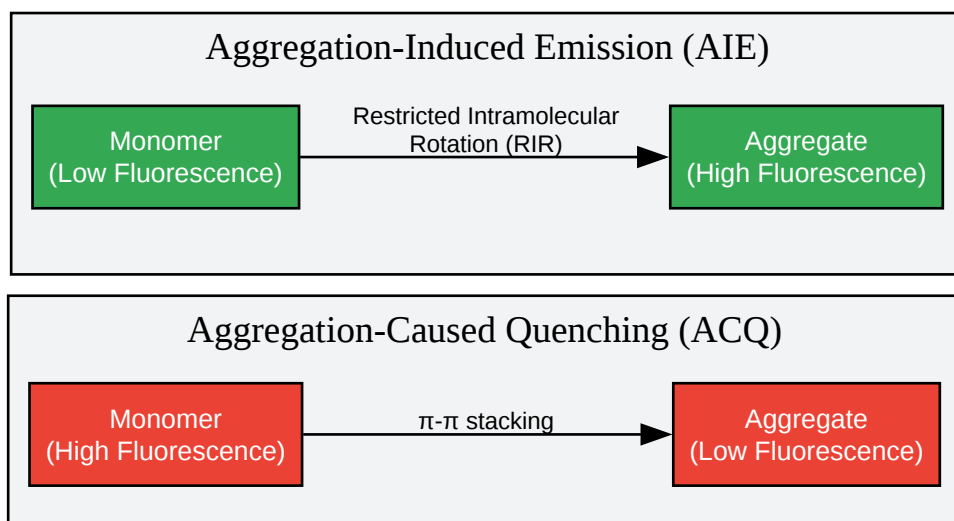 Aggregation-Induced Emission (AIE)
Restricted Intramolecular
Rotation (RIR)
Monomer
(Low Fluorescence)
Aggregate
(High Fluorescence)
Aggregation-Caused Quenching (ACQ)
Monomer
(High Fluorescence)
π-π stacking
Aggregate
(Low Fluorescence)